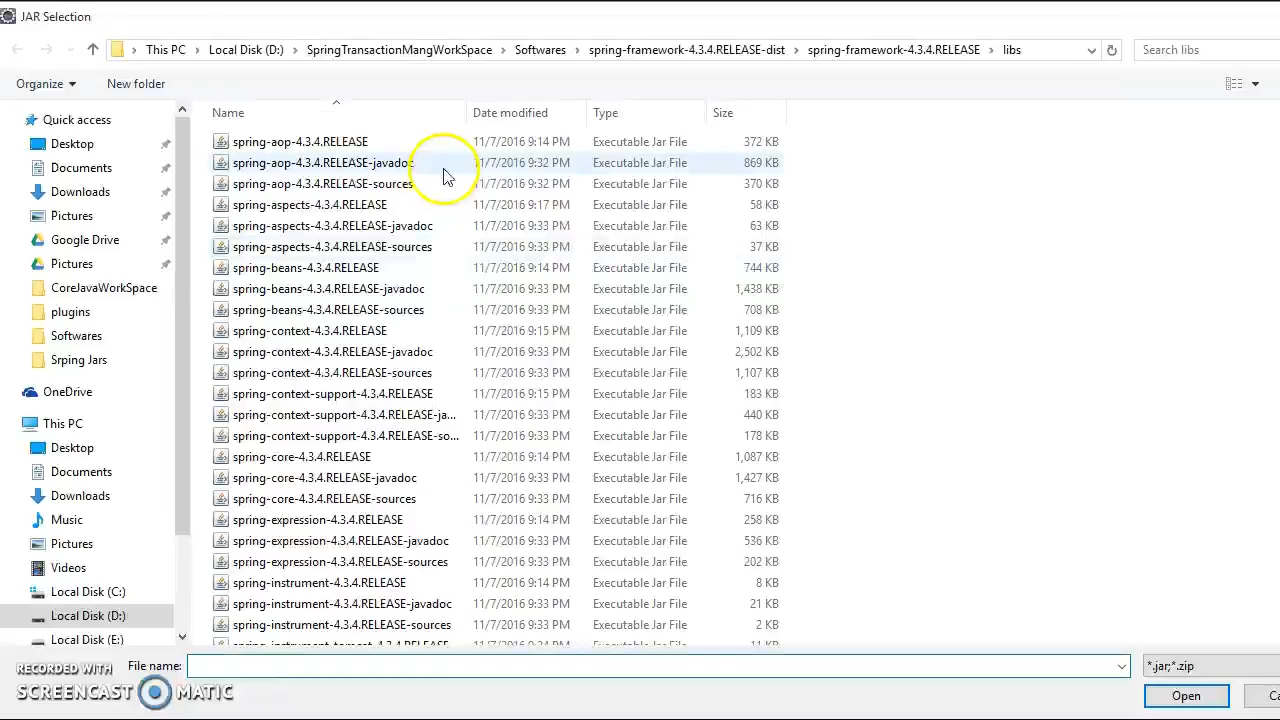 JAR Selection
This PC > Local Disk (D:) > SpringTransactionMangWorkSpace > Softwares > spring-framework-4.3.4.RELEASE-dist > spring-framework-4.3.4.RELEASE > libs
Search libs
Organize
New folder
Name Date modified Type Size
Quick access
Desktop
Documents
Downloads
Pictures
Google Drive
Pictures
CoreJavaWorkSpace
plugins
Softwares
Srping Jars
OneDrive
This PC
Desktop
Documents
Downloads
Music
Pictures
Videos
Local Disk (C:)
Local Disk (D:)
Local Disk (E:)
spring-aop-4.3.4.RELEASE 11/7/2016 9:14 PM Executable Jar File 372 KB
spring-aop-4.3.4.RELEASE-javadoc 11/7/2016 9:32 PM Executable Jar File 869 KB
spring-aop-4.3.4.RELEASE-sources 11/7/2016 9:32 PM Executable Jar File 370 KB
spring-aspects-4.3.4.RELEASE 11/7/2016 9:17 PM Executable Jar File 58 KB
spring-aspects-4.3.4.RELEASE-javadoc 11/7/2016 9:33 PM Executable Jar File 63 KB
spring-aspects-4.3.4.RELEASE-sources 11/7/2016 9:33 PM Executable Jar File 37 KB
spring-beans-4.3.4.RELEASE 11/7/2016 9:14 PM Executable Jar File 744 KB
spring-beans-4.3.4.RELEASE-javadoc 11/7/2016 9:33 PM Executable Jar File 1,438 KB
spring-beans-4.3.4.RELEASE-sources 11/7/2016 9:33 PM Executable Jar File 708 KB
spring-context-4.3.4.RELEASE 11/7/2016 9:15 PM Executable Jar File 1,109 KB
spring-context-4.3.4.RELEASE-javadoc 11/7/2016 9:33 PM Executable Jar File 2,502 KB
spring-context-4.3.4.RELEASE-sources 11/7/2016 9:33 PM Executable Jar File 1,107 KB
spring-context-support-4.3.4.RELEASE 11/7/2016 9:15 PM Executable Jar File 183 KB
spring-context-support-4.3.4.RELEASE-ja... 11/7/2016 9:33 PM Executable Jar File 440 KB
spring-context-support-4.3.4.RELEASE-so... 11/7/2016 9:33 PM Executable Jar File 178 KB
spring-core-4.3.4.RELEASE 11/7/2016 9:14 PM Executable Jar File 1,087 KB
spring-core-4.3.4.RELEASE-javadoc 11/7/2016 9:33 PM Executable Jar File 1,427 KB
spring-core-4.3.4.RELEASE-sources 11/7/2016 9:33 PM Executable Jar File 716 KB
spring-expression-4.3.4.RELEASE 11/7/2016 9:14 PM Executable Jar File 258 KB
spring-expression-4.3.4.RELEASE-javadoc 11/7/2016 9:33 PM Executable Jar File 536 KB
spring-expression-4.3.4.RELEASE-sources 11/7/2016 9:33 PM Executable Jar File 202 KB
spring-instrument-4.3.4.RELEASE 11/7/2016 9:14 PM Executable Jar File 8 KB
spring-instrument-4.3.4.RELEASE-javadoc 11/7/2016 9:33 PM Executable Jar File 21 KB
spring-instrument-4.3.4.RELEASE-sources 11/7/2016 9:33 PM Executable Jar File 2 KB
File name:
*.jar;*.zip
Open
RECORDED WITH
SCREENCAST MATIC